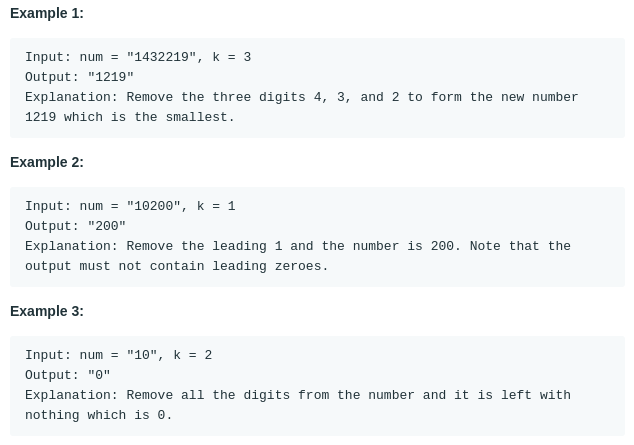 Example 1:
Input: num = "1432219", k = 3
Output: "1219"
Explanation: Remove the three digits 4, 3, and 2 to form the new number
1219 which is the smallest.
Example 2:
Input: num = "10200", k = 1
Output: "200"
Explanation: Remove the leading 1 and the number is 200. Note that the
output must not contain leading zeroes.
Example 3:
Input: num = "10", k = 2
Output: "0"
Explanation: Remove all the digits from the number and it is left with
nothing which is 0.